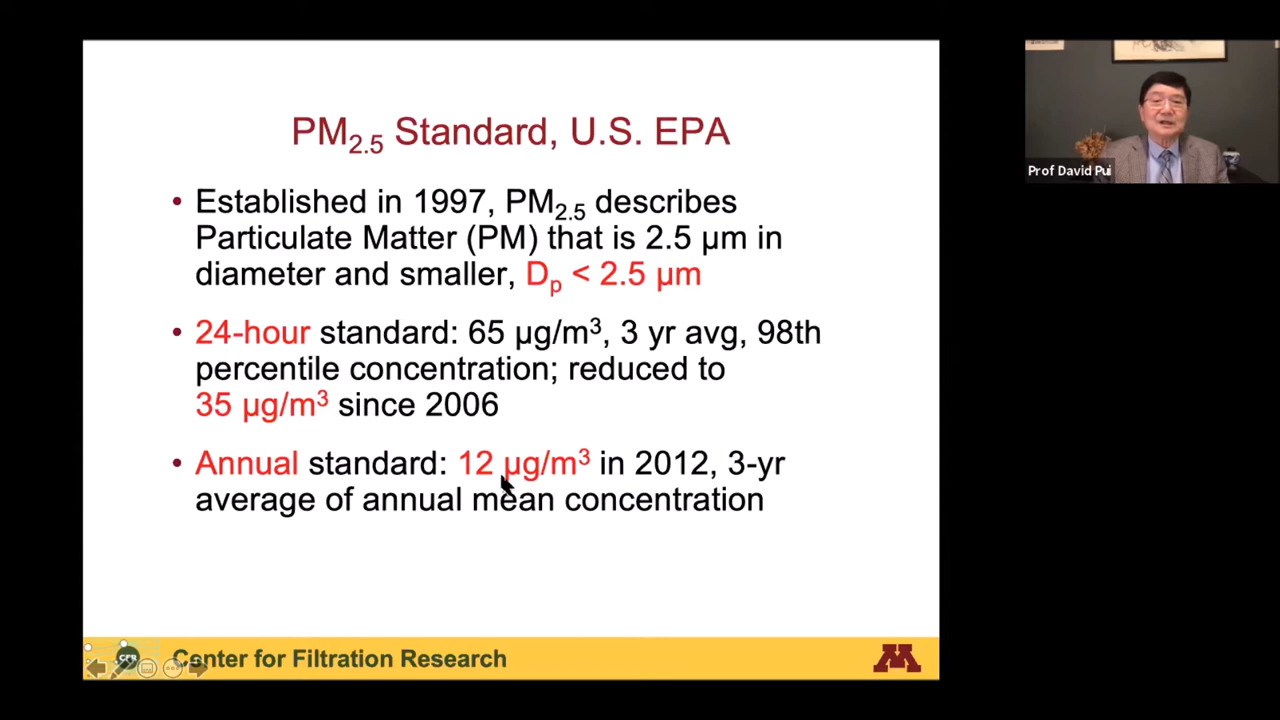 PM2.5 Standard, U.S. EPA
• Established in 1997, PM2.5 describes
Particulate Matter (PM) that is 2.5 µm in
diameter and smaller, Dp < 2.5 µm
• 24-hour standard: 65 µg/m³, 3 yr avg, 98th
percentile concentration; reduced to
35 µg/m³ since 2006
• Annual standard: 12 µg/m³ in 2012, 3-yr
average of annual mean concentration
CFR
Center for Filtration Research
M
Prof David Pui